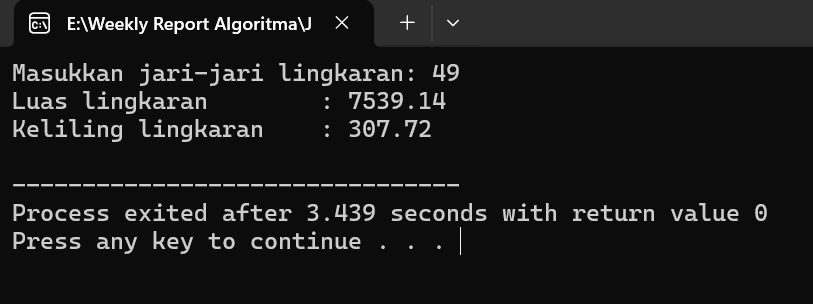 E:\Weekly Report Algoritma\J
Masukkan jari-jari lingkaran: 49
Luas lingkaran        : 7539.14
Keliling lingkaran    : 307.72
--------------------------------
Process exited after 3.439 seconds with return value 0
Press any key to continue . . .